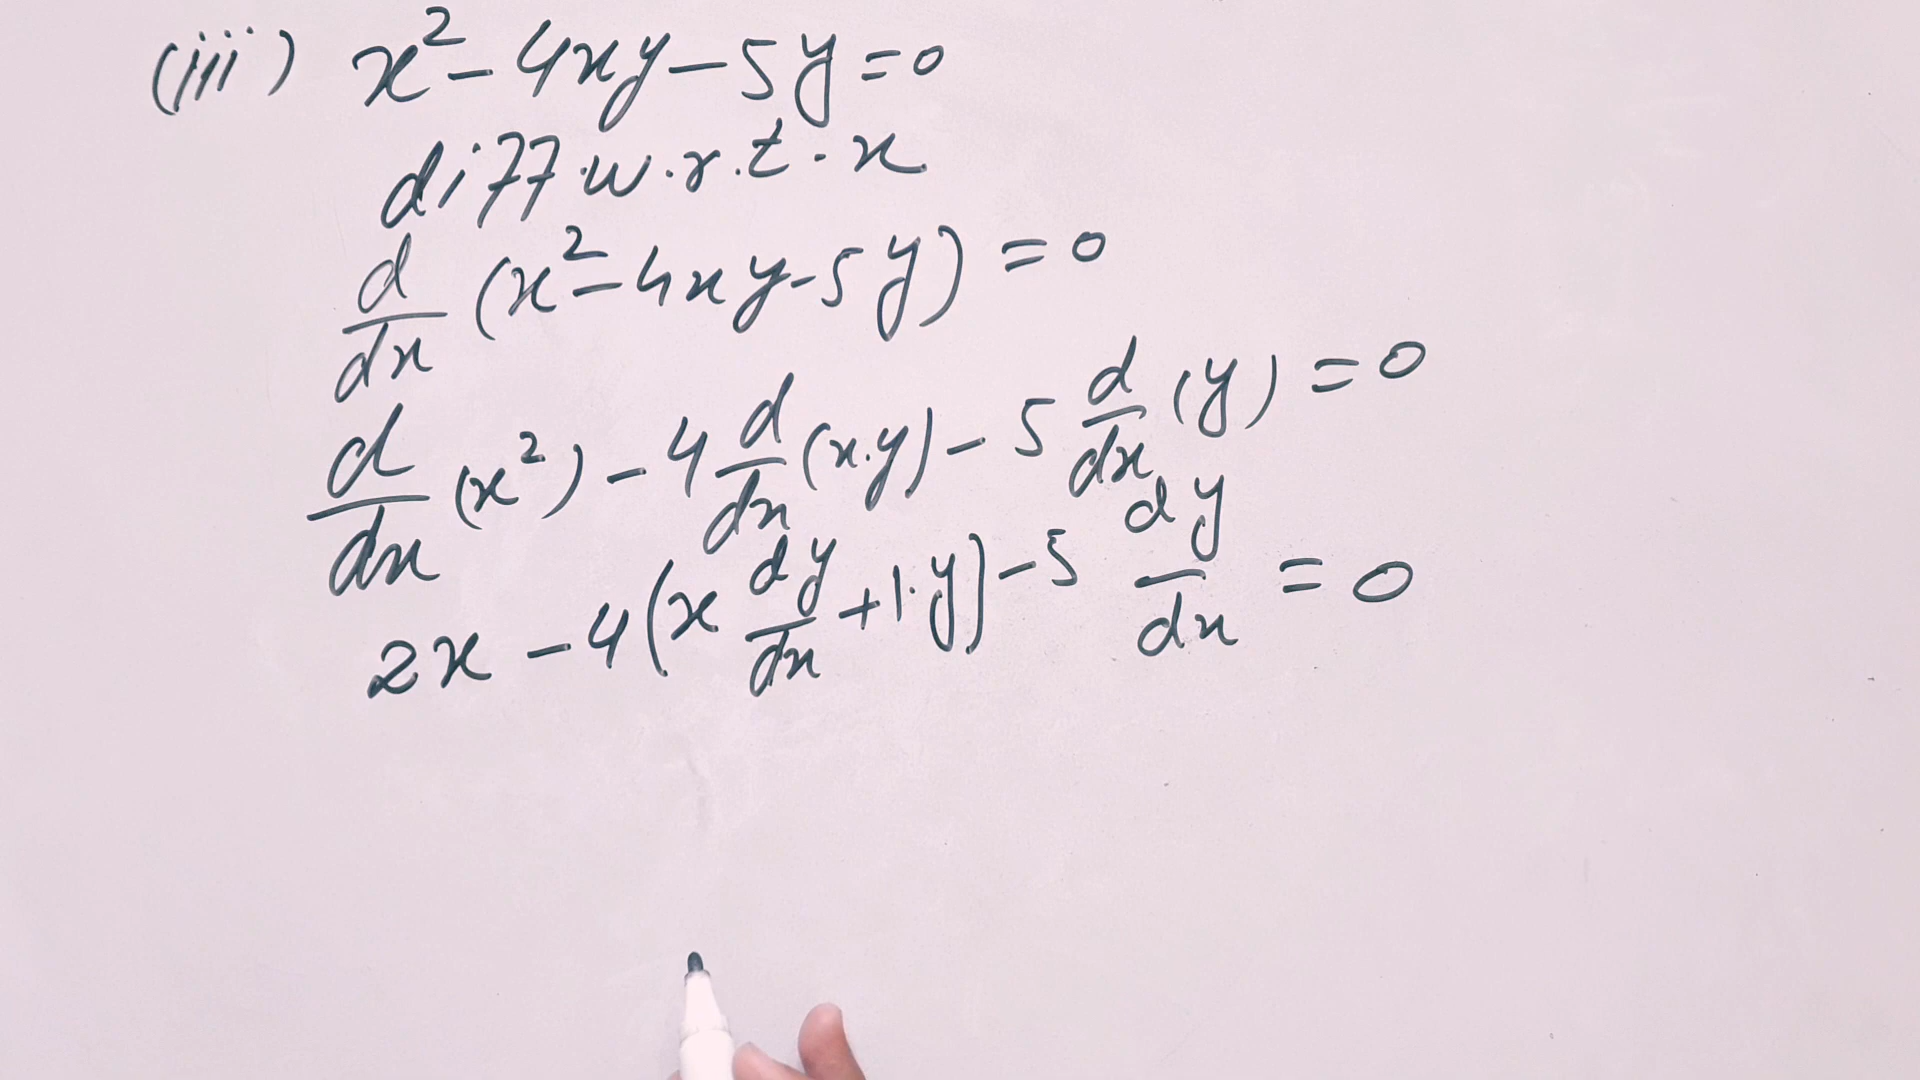 (iii) x² - 4xy - 5y = 0
diff w.r.t. x
d/dx (x² - 4xy - 5y) = 0
d/dx (x²) - 4 d/dx (x.y) - 5 d/dx (y) = 0
2x - 4(x dy/dx + 1.y) - 5 dy/dx = 0